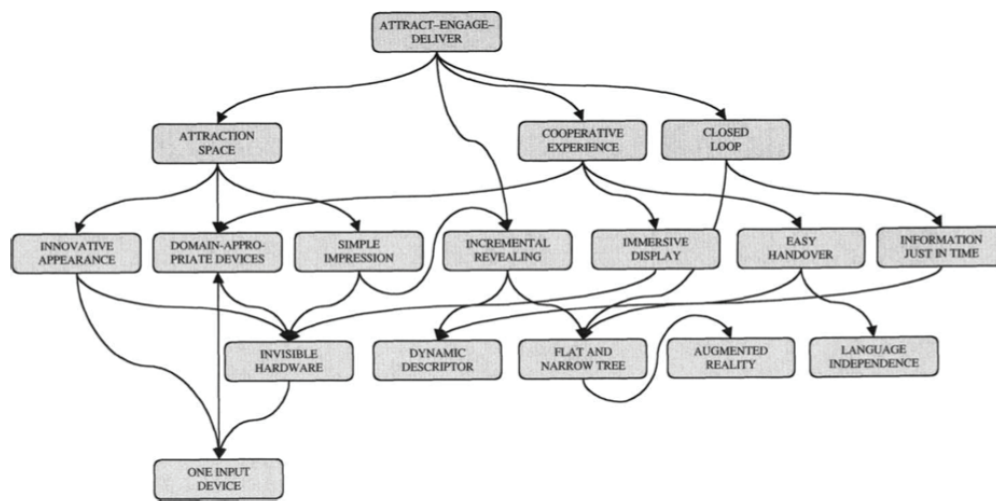 ATTRACT–ENGAGE–
DELIVER
ATTRACTION
SPACE
COOPERATIVE
EXPERIENCE
CLOSED
LOOP
INNOVATIVE
APPEARANCE
DOMAIN-APPRO-
PRIATE DEVICES
SIMPLE
IMPRESSION
INCREMENTAL
REVEALING
IMMERSIVE
DISPLAY
EASY
HANDOVER
INFORMATION
JUST IN TIME
INVISIBLE
HARDWARE
DYNAMIC
DESCRIPTOR
FLAT AND
NARROW TREE
AUGMENTED
REALITY
LANGUAGE
INDEPENDENCE
ONE INPUT
DEVICE